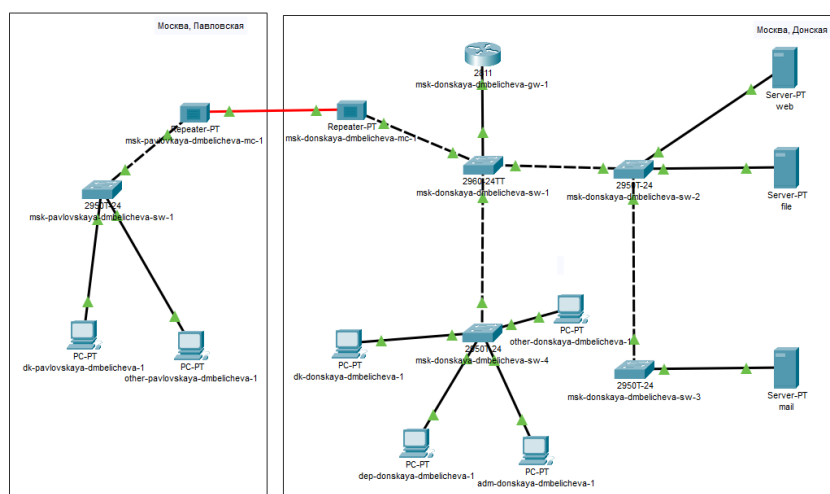 Москва, Павловская
Repeater-PT
msk-pavlovskaya-dmbelicheva-mc-1
2950T-24
msk-pavlovskaya-dmbelicheva-sw-1
PC-PT
dk-pavlovskaya-dmbelicheva-1
PC-PT
other-pavlovskaya-dmbelicheva-1
Москва, Донская
2811
msk-donskaya-dmbelicheva-gw-1
Repeater-PT
msk-donskaya-dmbelicheva-mc-1
2960-24TT
msk-donskaya-dmbelicheva-sw-1
2950T-24
msk-donskaya-dmbelicheva-sw-2
Server-PT
web
Server-PT
file
PC-PT
other-donskaya-dmbelicheva-1
2950T-24
msk-donskaya-dmbelicheva-sw-4
PC-PT
dk-donskaya-dmbelicheva-1
2950T-24
msk-donskaya-dmbelicheva-sw-3
Server-PT
mail
PC-PT
dep-donskaya-dmbelicheva-1
PC-PT
adm-donskaya-dmbelicheva-1